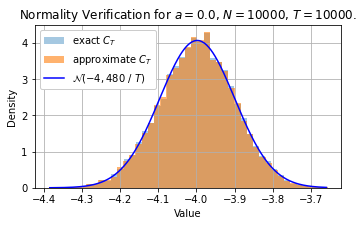 Normality Verification for a = 0.0, N = 10000, T = 10000.
exact C_T
approximate C_T
𝒩(−4, 480 / T)
Density
4
3
2
1
0
−4.4 −4.3 −4.2 −4.1 −4.0 −3.9 −3.8 −3.7
Value